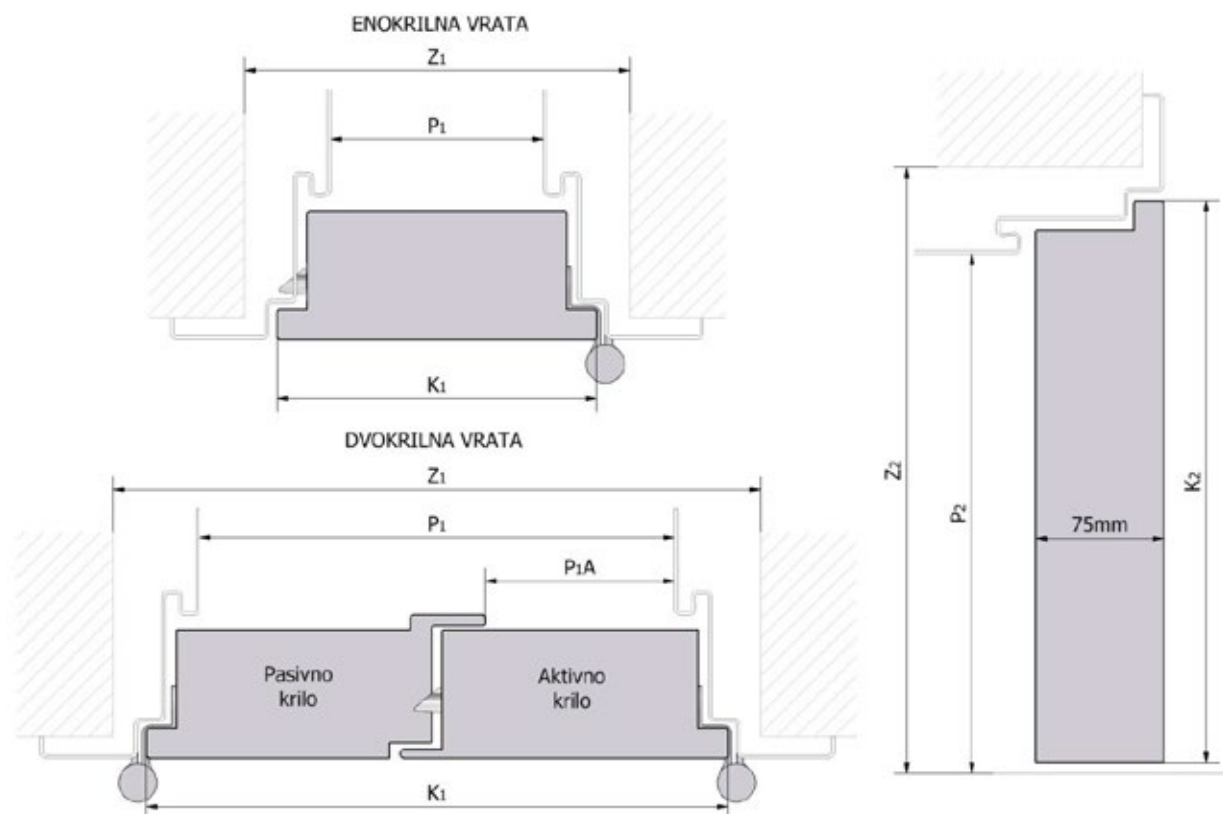 ENOKRILNA VRATA
Z1
P1
K1
DVOKRILNA VRATA
Z1
P1
P1A
Pasivno
krilo
Aktivno
krilo
K1
Z2
P2
75mm
K2